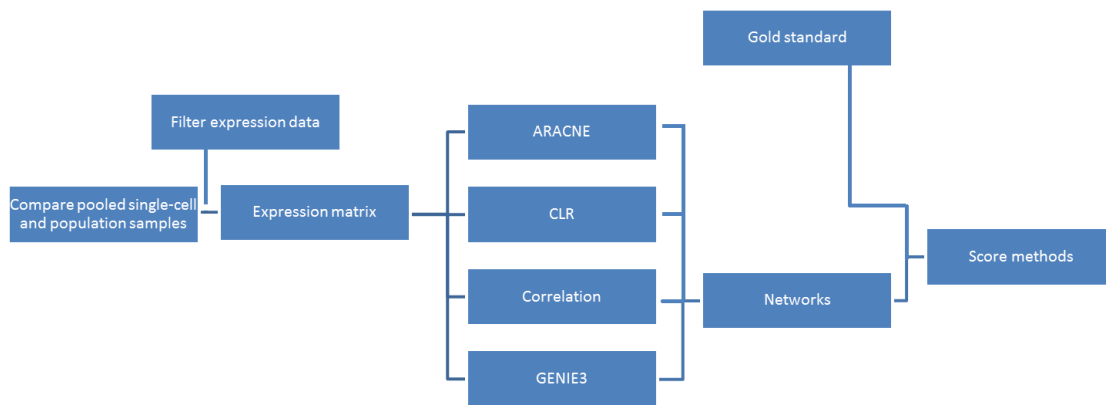 Gold standard
Filter expression data
ARACNE
Compare pooled single-cell
and population samples
Expression matrix
CLR
Score methods
Correlation
Networks
GENIE3